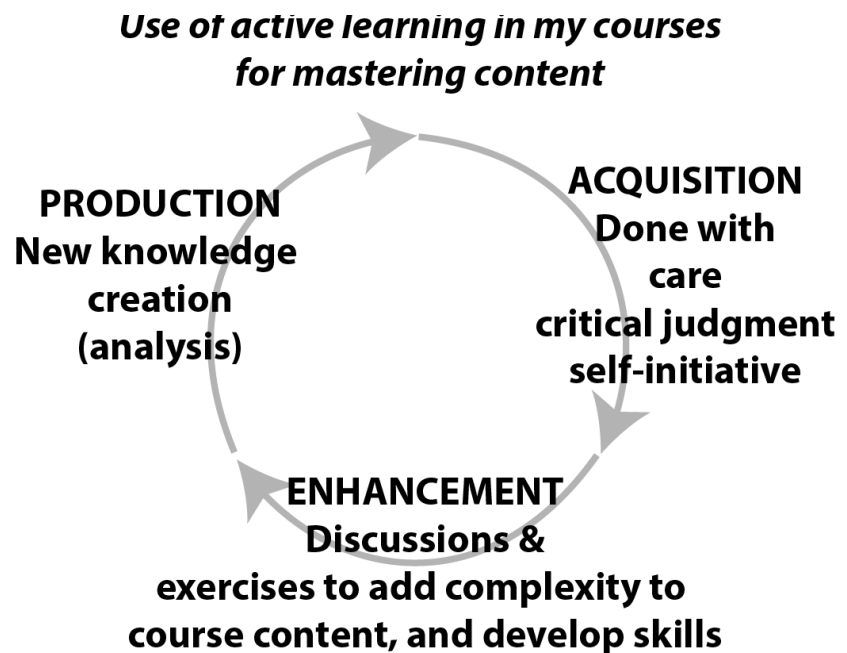 Use of active learning in my courses
for mastering content
PRODUCTION
New knowledge
creation
(analysis)
ACQUISITION
Done with
care
critical judgment
self-initiative
ENHANCEMENT
Discussions &
exercises to add complexity to
course content, and develop skills